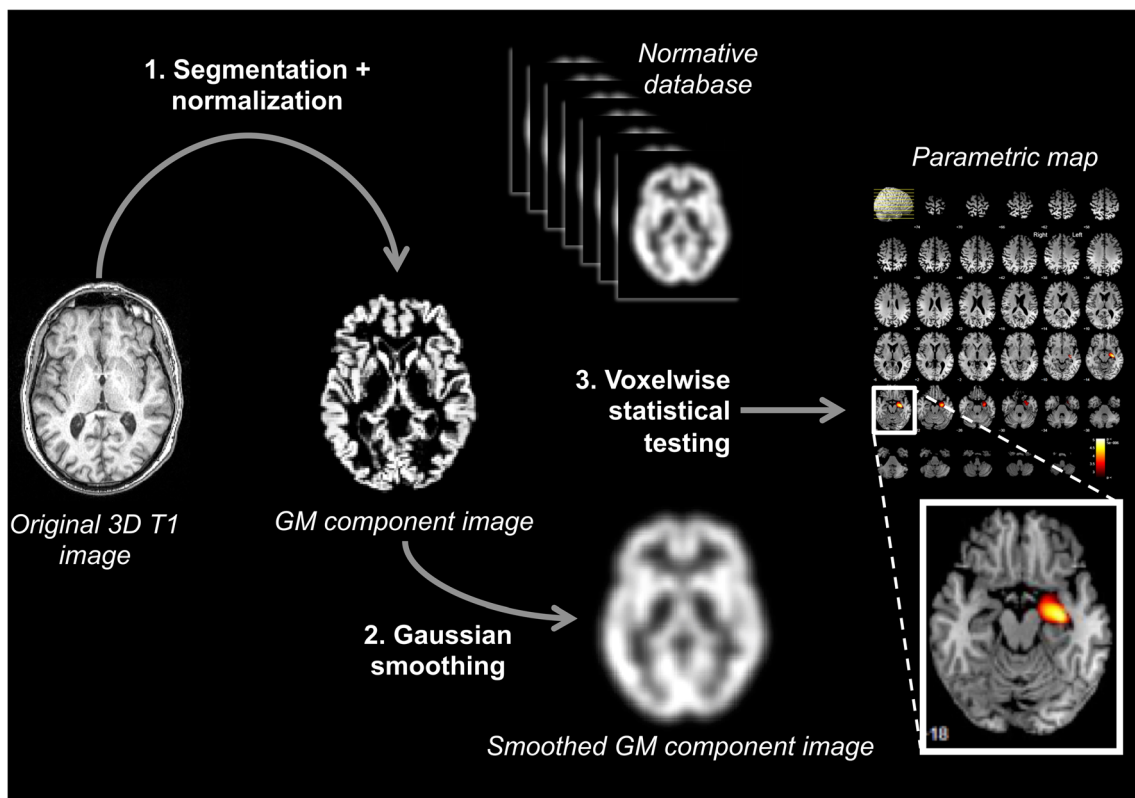 1. Segmentation +
normalization
Normative
database
Parametric map
Right
Left
3. Voxelwise
statistical
testing
Original 3D T1
image
GM component image
2. Gaussian
smoothing
Smoothed GM component image
-18